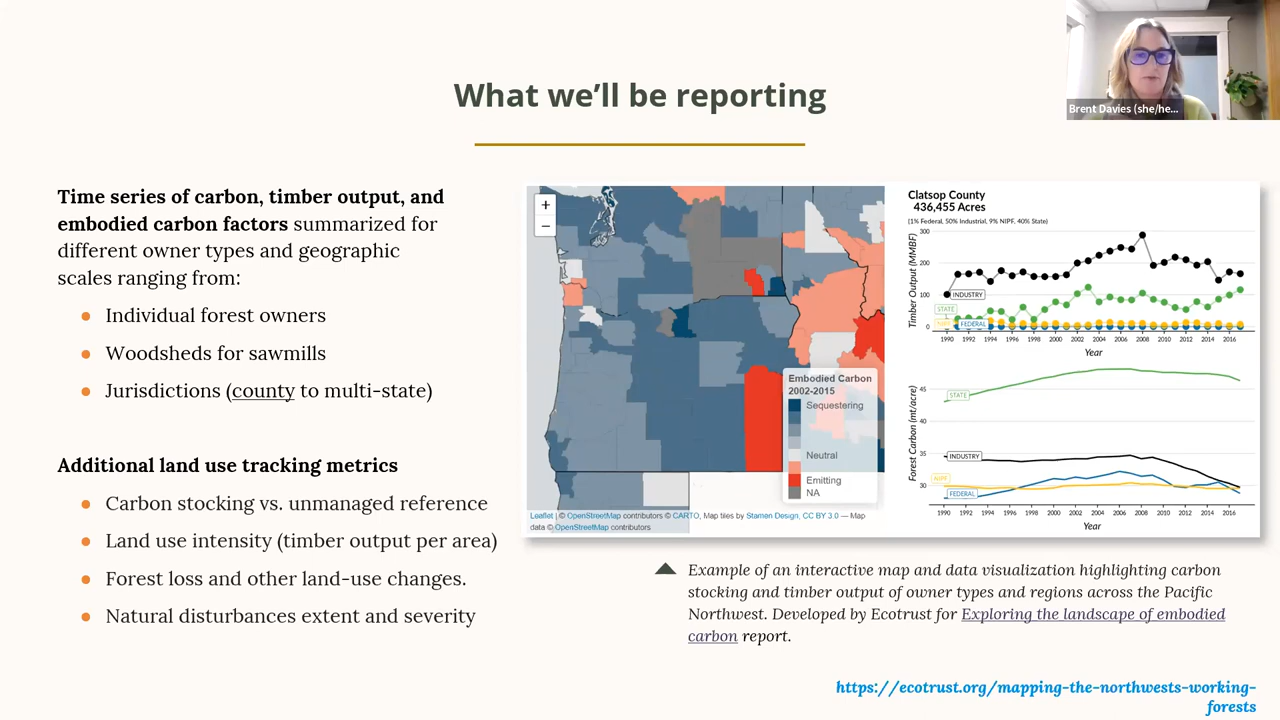 What we'll be reporting
Brent Davies (she/he...
Time series of carbon, timber output, and
embodied carbon factors summarized for
different owner types and geographic
scales ranging from:
Individual forest owners
Woodsheds for sawmills
Jurisdictions (county to multi-state)
Additional land use tracking metrics
Carbon stocking vs. unmanaged reference
Land use intensity (timber output per area)
Forest loss and other land-use changes.
Natural disturbances extent and severity
+
−
Embodied Carbon
2002-2015
Sequestering
Neutral
Emitting
NA
Leaflet | © OpenStreetMap contributors © CARTO, Map tiles by Stamen Design, CC BY 3.0 — Map
data © OpenStreetMap contributors
Clatsop County
436,455 Acres
(1% Federal, 50% Industrial, 9% NIPF, 40% State)
Timber Output (MMBF)
300
200
100
0
INDUSTRY
STATE
NIPF
FEDERAL
1990 1992 1994 1996 1998 2000 2002 2004 2006 2008 2010 2012 2014 2016
Year
Forest Carbon (mt/acre)
45
40
35
30
STATE
INDUSTRY
NIPF
FEDERAL
1990 1992 1994 1996 1998 2000 2002 2004 2006 2008 2010 2012 2014 2016
Year
Example of an interactive map and data visualization highlighting carbon
stocking and timber output of owner types and regions across the Pacific
Northwest. Developed by Ecotrust for Exploring the landscape of embodied
carbon report.
https://ecotrust.org/mapping-the-northwests-working-
forests